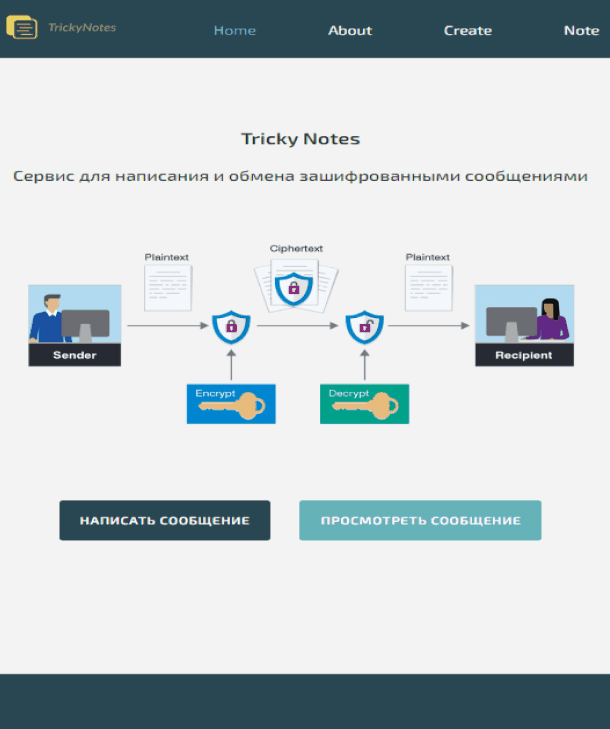 TrickyNotes
Home About Create Note
Tricky Notes
Сервис для написания и обмена зашифрованными сообщениями
Plaintext Ciphertext Plaintext
Sender Recipient
Encrypt Decrypt
НАПИСАТЬ СООБЩЕНИЕ ПРОСМОТРЕТЬ СООБЩЕНИЕ